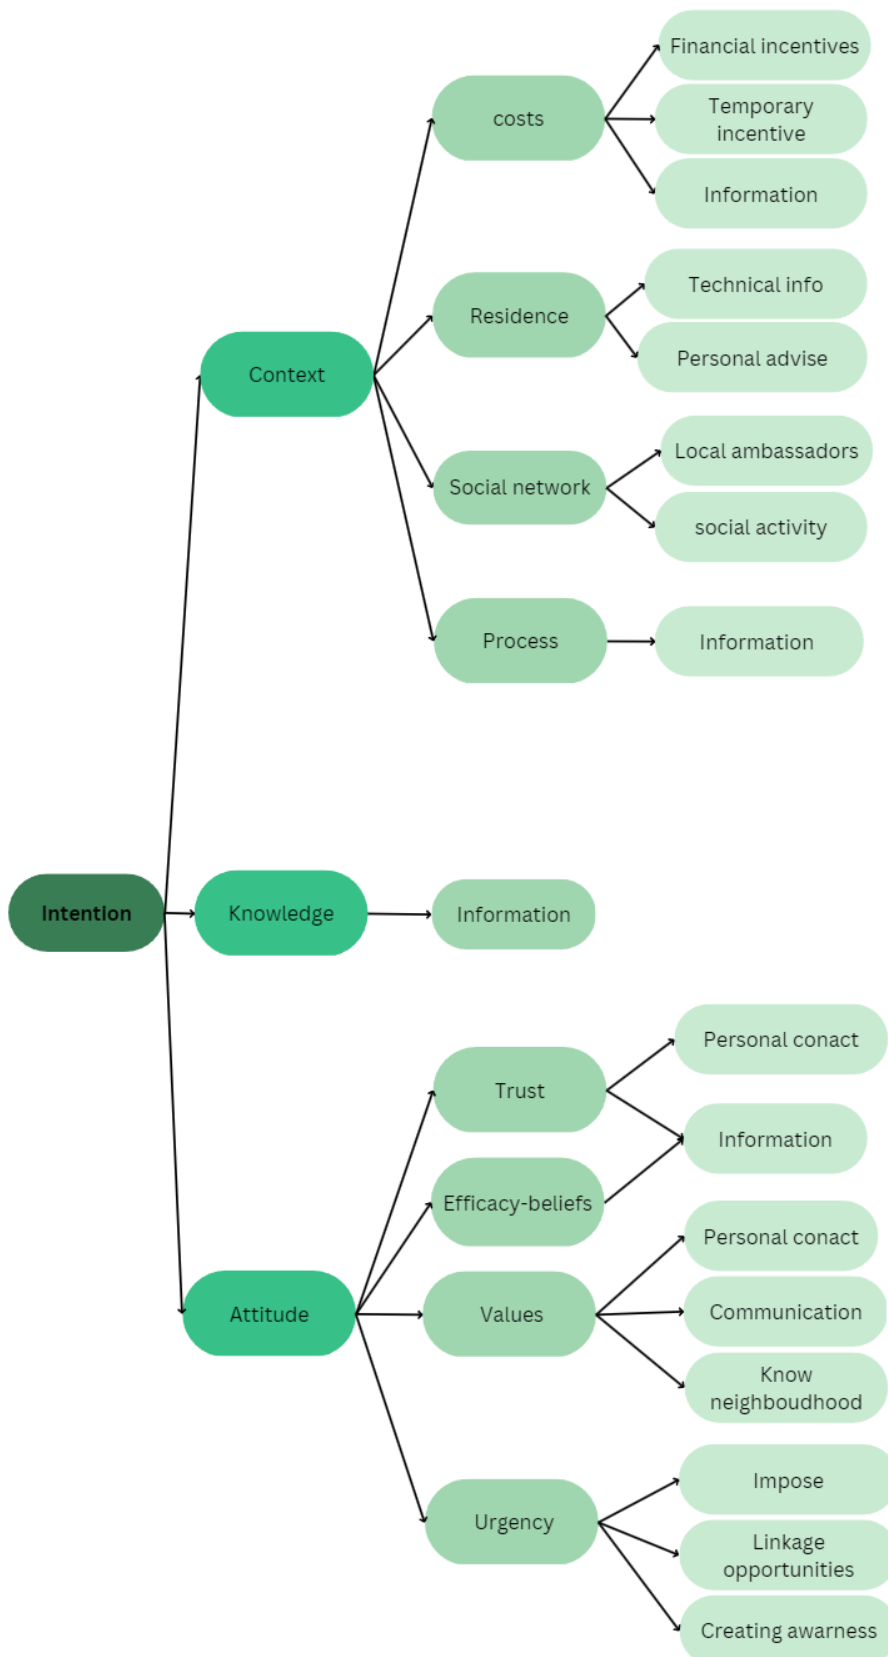 Financial incentives
costs
Temporary
incentive
Information
Technical info
Residence
Personal advise
Context
Local ambassadors
Social network
social activity
Process
Information
Intention
Knowledge
Information
Personal conact
Trust
Information
Efficacy-beliefs
Personal conact
Attitude
Values
Communication
Know
neighboudhood
Impose
Urgency
Linkage
opportunities
Creating awarness